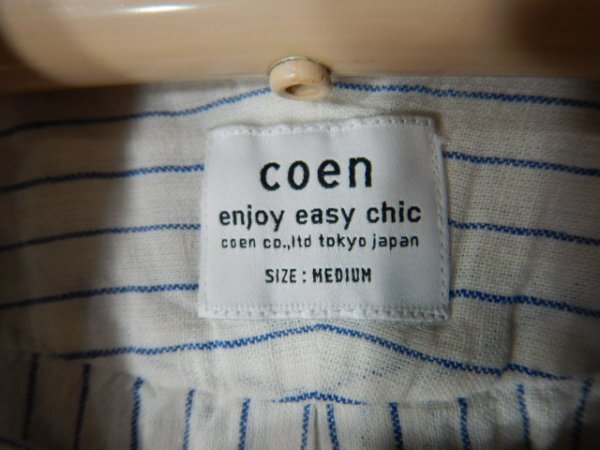 coen
enjoy easy chic
coen co.,ltd tokyo japan
SIZE : MEDIUM